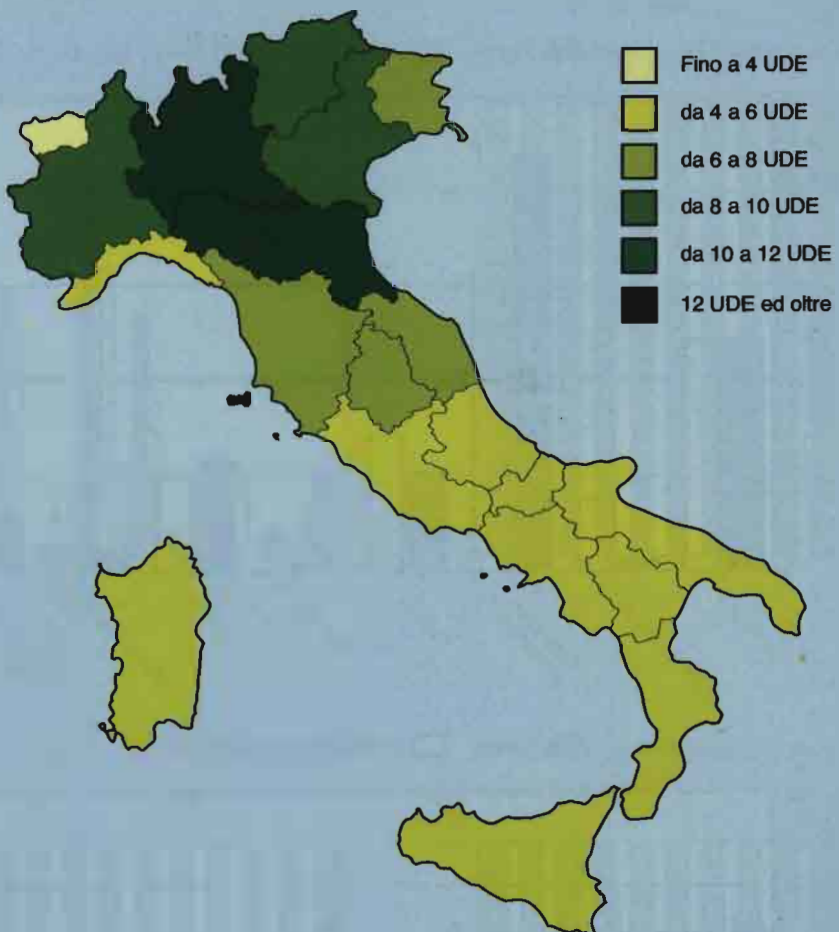 Fino a 4 UDE
da 4 a 6 UDE
da 6 a 8 UDE
da 8 a 10 UDE
da 10 a 12 UDE
12 UDE ed oltre